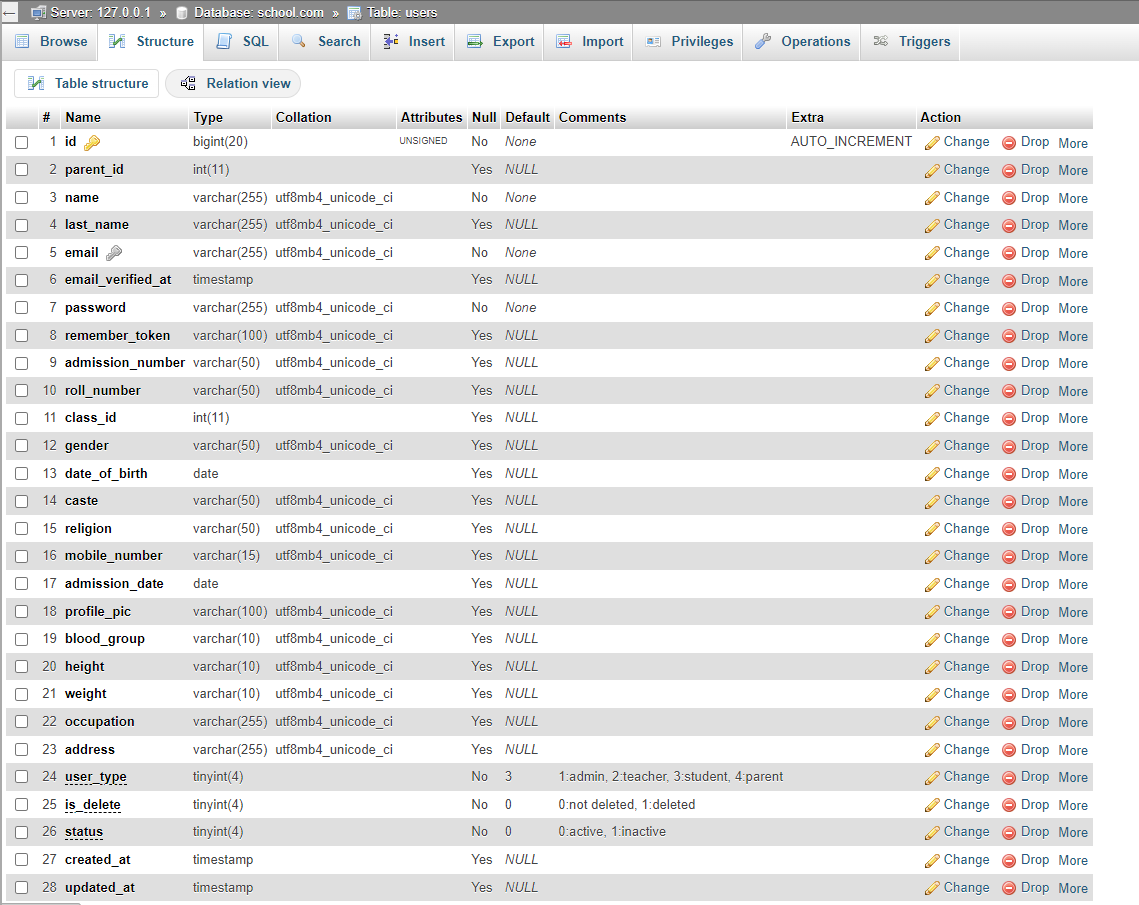 Server: 127.0.0.1 » Database: school.com » Table: users
Browse Structure SQL Search Insert Export Import Privileges Operations Triggers
Table structure Relation view
# Name Type Collation Attributes Null Default Comments Extra Action
1 id bigint(20) UNSIGNED No None AUTO_INCREMENT Change Drop More
2 parent_id int(11) Yes NULL Change Drop More
3 name varchar(255) utf8mb4_unicode_ci No None Change Drop More
4 last_name varchar(255) utf8mb4_unicode_ci Yes NULL Change Drop More
5 email varchar(255) utf8mb4_unicode_ci No None Change Drop More
6 email_verified_at timestamp Yes NULL Change Drop More
7 password varchar(255) utf8mb4_unicode_ci No None Change Drop More
8 remember_token varchar(100) utf8mb4_unicode_ci Yes NULL Change Drop More
9 admission_number varchar(50) utf8mb4_unicode_ci Yes NULL Change Drop More
10 roll_number varchar(50) utf8mb4_unicode_ci Yes NULL Change Drop More
11 class_id int(11) Yes NULL Change Drop More
12 gender varchar(50) utf8mb4_unicode_ci Yes NULL Change Drop More
13 date_of_birth date Yes NULL Change Drop More
14 caste varchar(50) utf8mb4_unicode_ci Yes NULL Change Drop More
15 religion varchar(50) utf8mb4_unicode_ci Yes NULL Change Drop More
16 mobile_number varchar(15) utf8mb4_unicode_ci Yes NULL Change Drop More
17 admission_date date Yes NULL Change Drop More
18 profile_pic varchar(100) utf8mb4_unicode_ci Yes NULL Change Drop More
19 blood_group varchar(10) utf8mb4_unicode_ci Yes NULL Change Drop More
20 height varchar(10) utf8mb4_unicode_ci Yes NULL Change Drop More
21 weight varchar(10) utf8mb4_unicode_ci Yes NULL Change Drop More
22 occupation varchar(255) utf8mb4_unicode_ci Yes NULL Change Drop More
23 address varchar(255) utf8mb4_unicode_ci Yes NULL Change Drop More
24 user_type tinyint(4) No 3 1:admin, 2:teacher, 3:student, 4:parent Change Drop More
25 is_delete tinyint(4) No 0 0:not deleted, 1:deleted Change Drop More
26 status tinyint(4) No 0 0:active, 1:inactive Change Drop More
27 created_at timestamp Yes NULL Change Drop More
28 updated_at timestamp Yes NULL Change Drop More